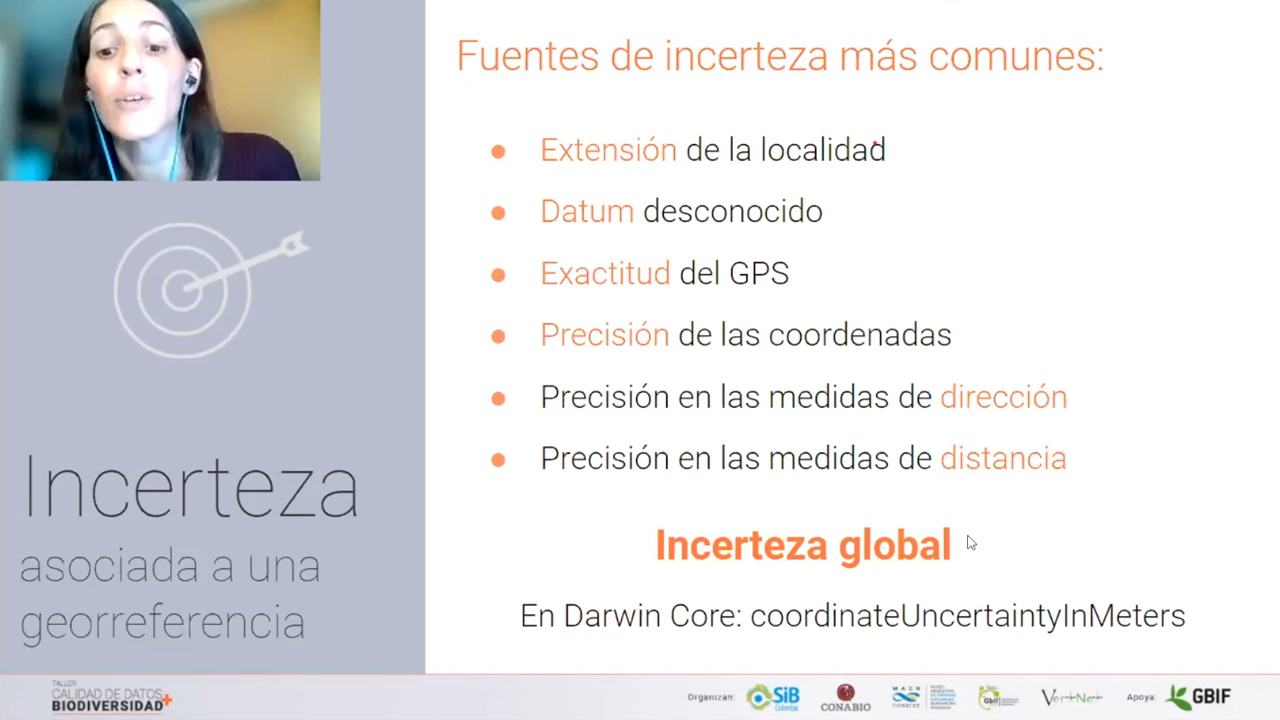 Fuentes de incerteza más comunes:
Extensión de la localidad
Datum desconocido
Exactitud del GPS
Precisión de las coordenadas
Precisión en las medidas de dirección
Precisión en las medidas de distancia
Incerteza global
En Darwin Core: coordinateUncertaintyInMeters
Incerteza
asociada a una
georreferencia
TALLER
CALIDAD DE DATOS
BIODIVERSIDAD+
Organizan:
SiB
Colombia
CONABIO
MACN
CONICET
VertNet
Apoya:
GBIF